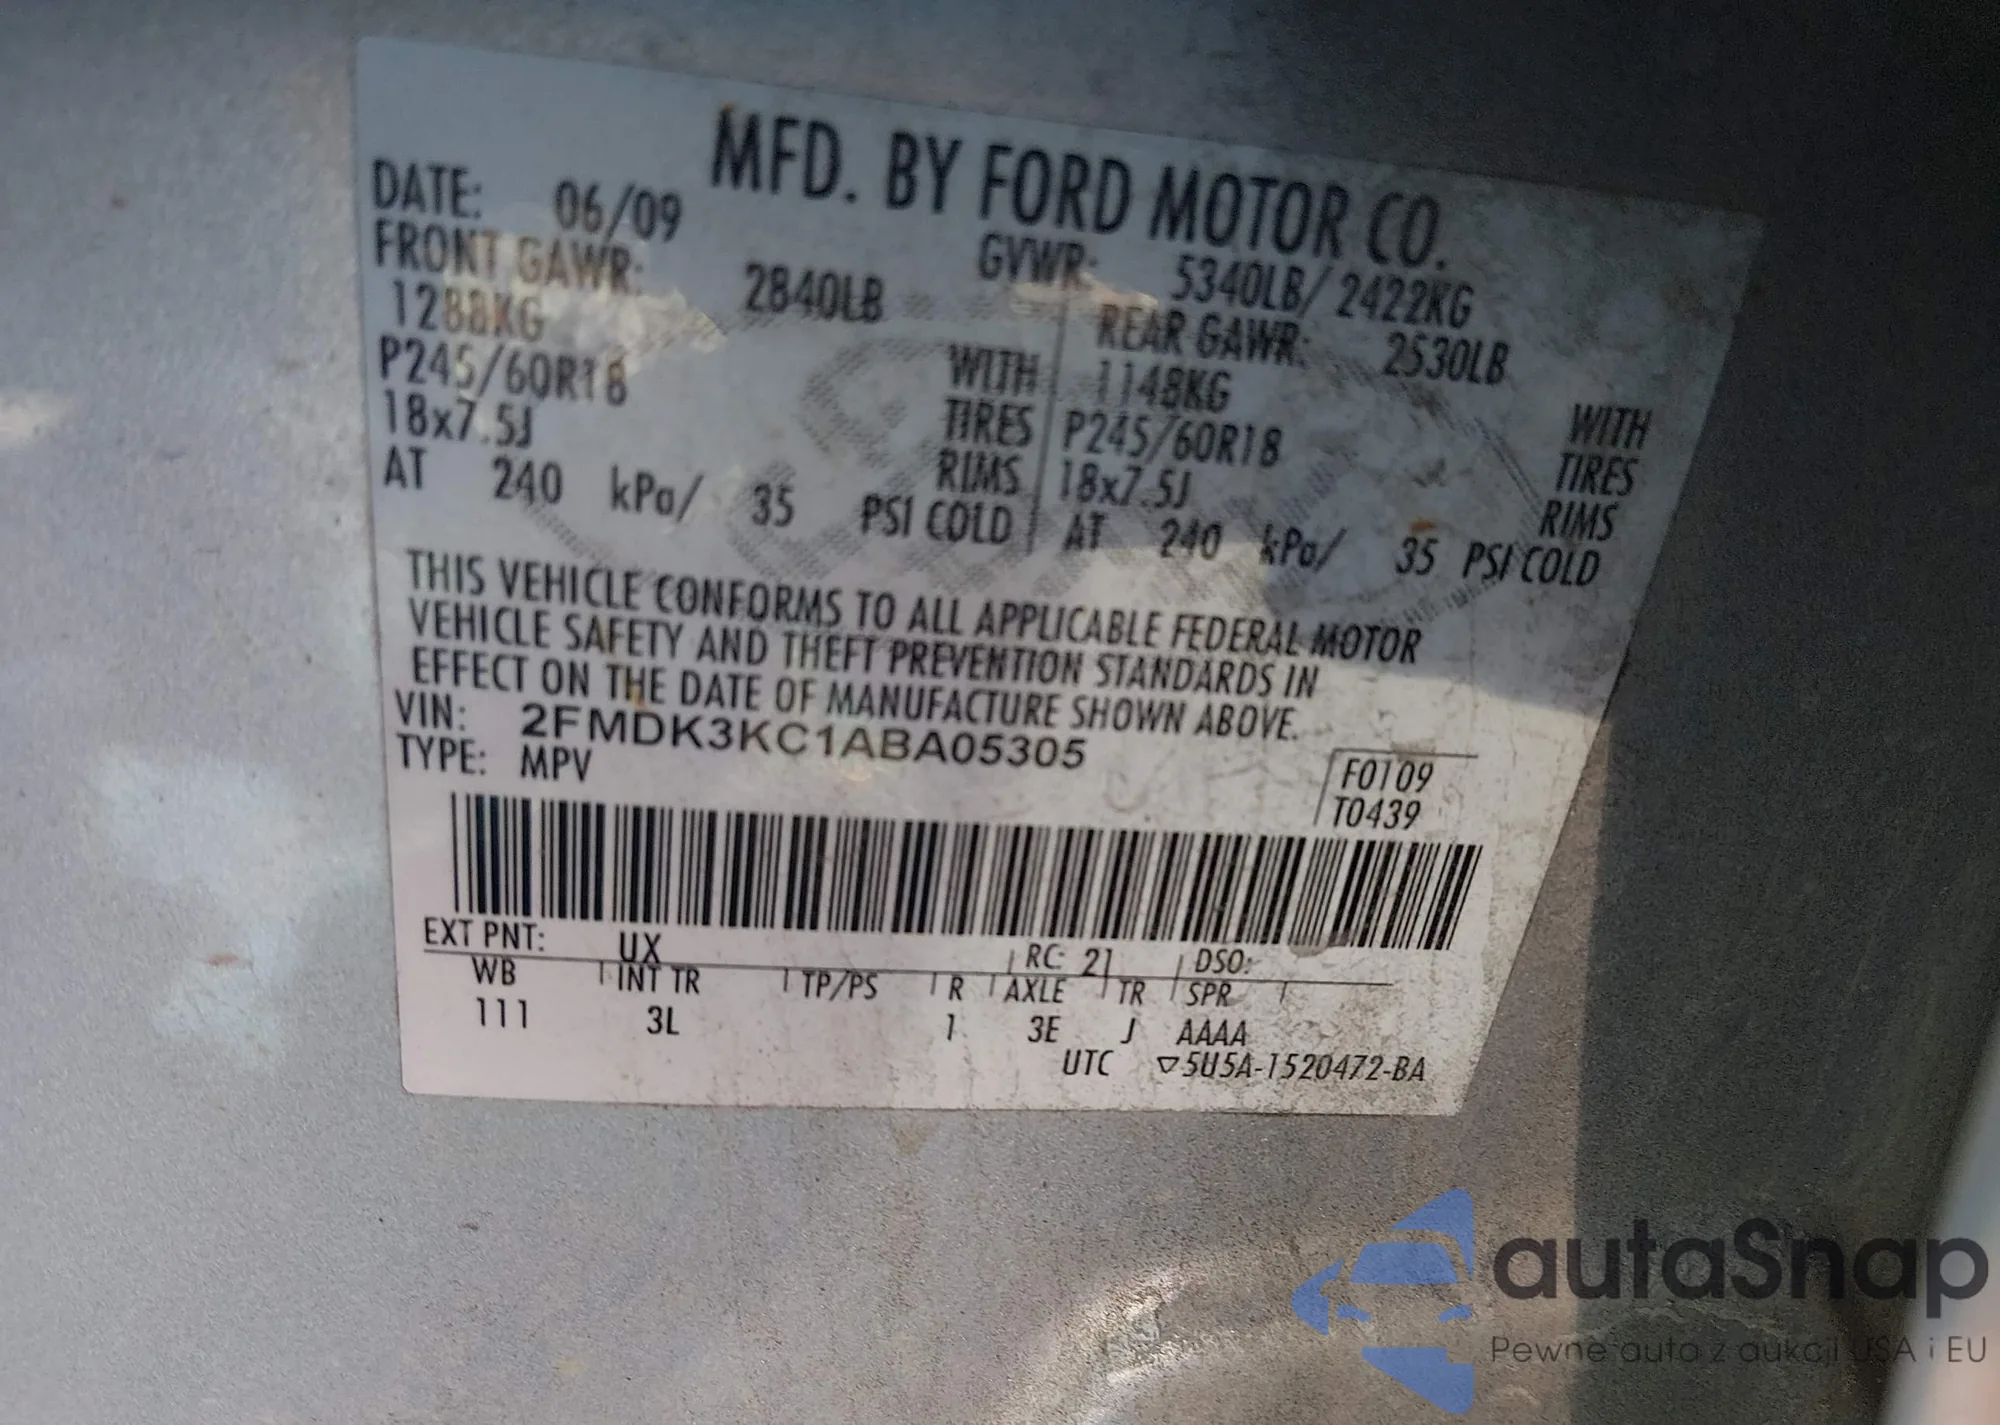 MFD. BY FORD MOTOR CO.
DATE: 06/09 GVWR: 5340LB/ 2422KG
FRONT GAWR: 2840LB REAR GAWR: 2530LB
1288KG WITH 1148KG WITH
P245/60R18 TIRES P245/60R18 TIRES
18x7.5J RIMS 18x7.5J RIMS
AT 240 kPa/ 35 PSI COLD AT 240 kPa/ 35 PSI COLD
THIS VEHICLE CONFORMS TO ALL APPLICABLE FEDERAL MOTOR
VEHICLE SAFETY AND THEFT PREVENTION STANDARDS IN
EFFECT ON THE DATE OF MANUFACTURE SHOWN ABOVE.
VIN: 2FMDK3KC1ABA05305
TYPE: MPV
F0109
T0439
EXT PNT: UX RC: 21 DSO:
WB INT TR TP/PS R AXLE TR SPR
111 3L 1 3E J AAAA
UTC ▽5U5A-1520472-BA
autaSnap
Pewne auta z aukcji USA i EU